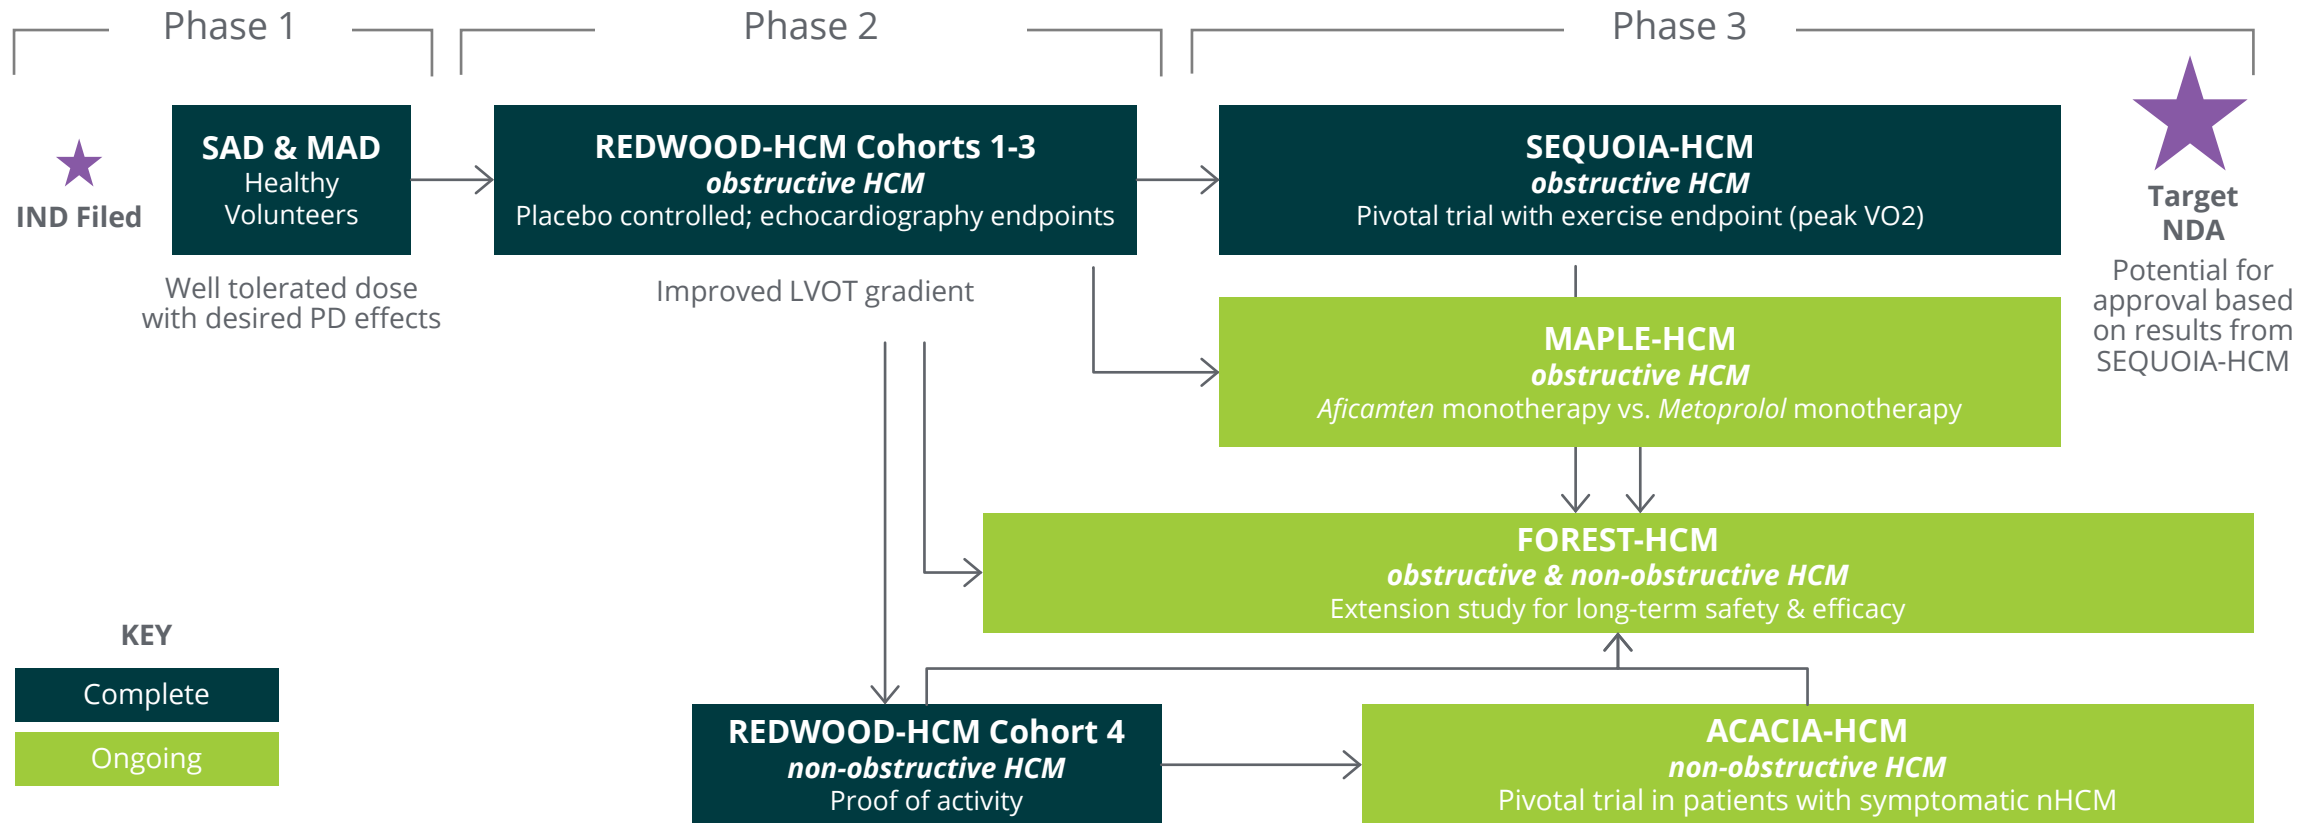 Phase 1
Phase 2
Phase 3
IND Filed
SAD & MAD
Healthy
Volunteers
Well tolerated dose
with desired PD effects
REDWOOD-HCM Cohorts 1-3
obstructive HCM
Placebo controlled; echocardiography endpoints
Improved LVOT gradient
SEQUOIA-HCM
obstructive HCM
Pivotal trial with exercise endpoint (peak VO2)
Target
NDA
Potential for
approval based
on results from
SEQUOIA-HCM
MAPLE-HCM
obstructive HCM
Aficamten monotherapy vs. Metoprolol monotherapy
FOREST-HCM
obstructive & non-obstructive HCM
Extension study for long-term safety & efficacy
KEY
Complete
Ongoing
REDWOOD-HCM Cohort 4
non-obstructive HCM
Proof of activity
ACACIA-HCM
non-obstructive HCM
Pivotal trial in patients with symptomatic nHCM